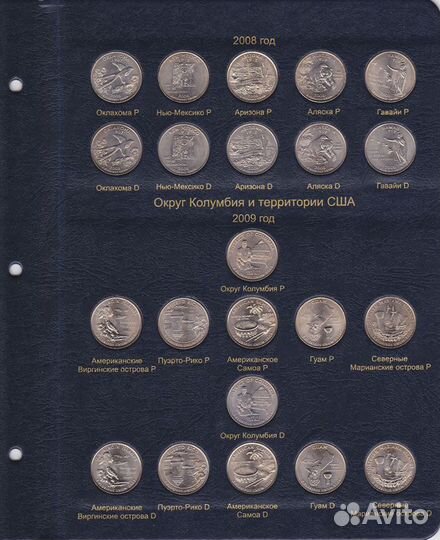 2008 год
Оклахома P Нью-Мексико P Аризона P Аляска P Гавайи P
Оклахома D Нью-Мексико D Аризона D Аляска D Гавайи D
Округ Колумбия и территории США
2009 год
Округ Колумбия P
Американские Виргинские острова P
Пуэрто-Рико P
Американское Самоа P
Гуам P
Северные Марианские острова P
Округ Колумбия D
Американские Виргинские острова D
Пуэрто-Рико D
Американское Самоа D
Гуам D
Северные
Avito